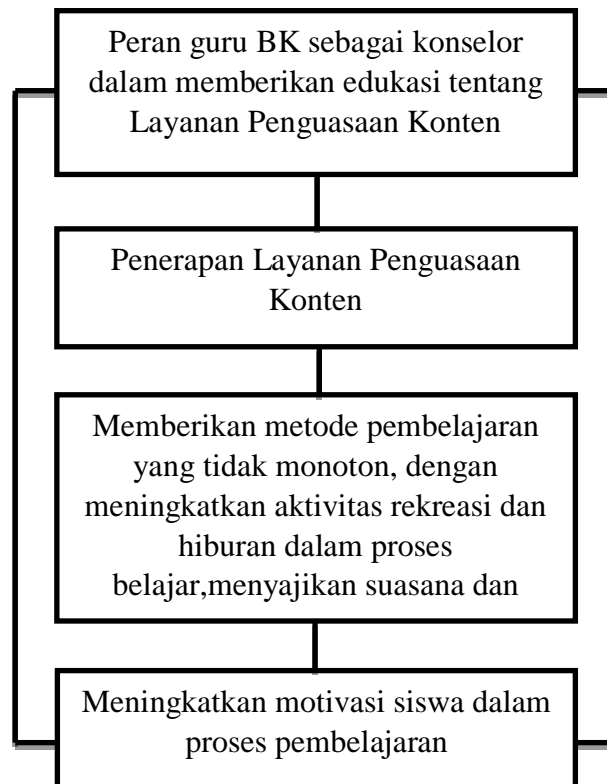 Peran guru BK sebagai konselor
dalam memberikan edukasi tentang
Layanan Penguasaan Konten
Penerapan Layanan Penguasaan
Konten
Memberikan metode pembelajaran
yang tidak monoton, dengan
meningkatkan aktivitas rekreasi dan
hiburan dalam proses
belajar,menyajikan suasana dan
Meningkatkan motivasi siswa dalam
proses pembelajaran